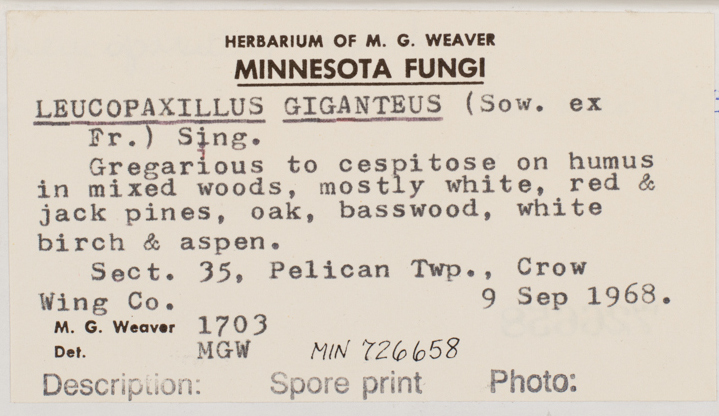 HERBARIUM OF M. G. WEAVER
MINNESOTA FUNGI
LEUCOPAXILLUS GIGANTEUS (Sow. ex
Fr.) Sing.
Gregarious to cespitose on humus
in mixed woods, mostly white, red &
jack pines, oak, basswood, white
birch & aspen.
Sect. 35, Pelican Twp., Crow
Wing Co. 9 Sep 1968.
M. G. Weaver 1703
Det. MGW MIN 726658
Description: Spore print Photo: